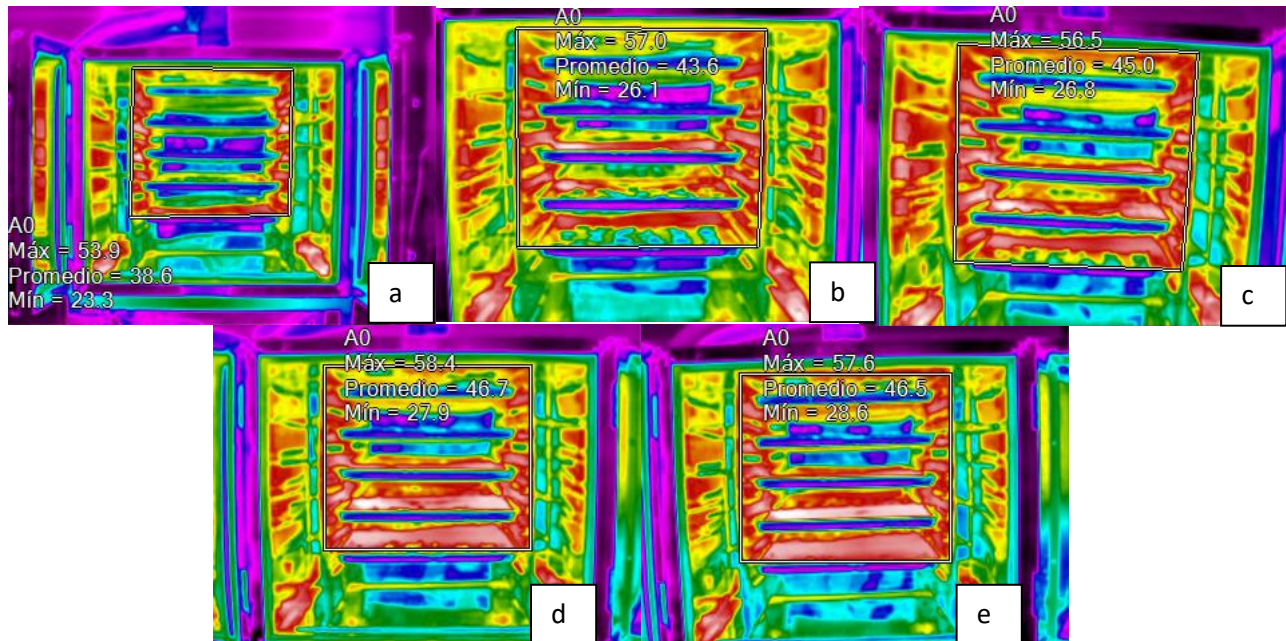 A0
Máx = 53.9
Promedio = 38.6
Mín = 23.3
a
A0
Máx = 57.0
Promedio = 43.6
Mín = 26.1
b
A0
Máx = 56.5
Promedio = 45.0
Mín = 26.8
c
A0
Máx = 58.4
Promedio = 46.7
Mín = 27.9
d
A0
Máx = 57.6
Promedio = 46.5
Mín = 28.6
e